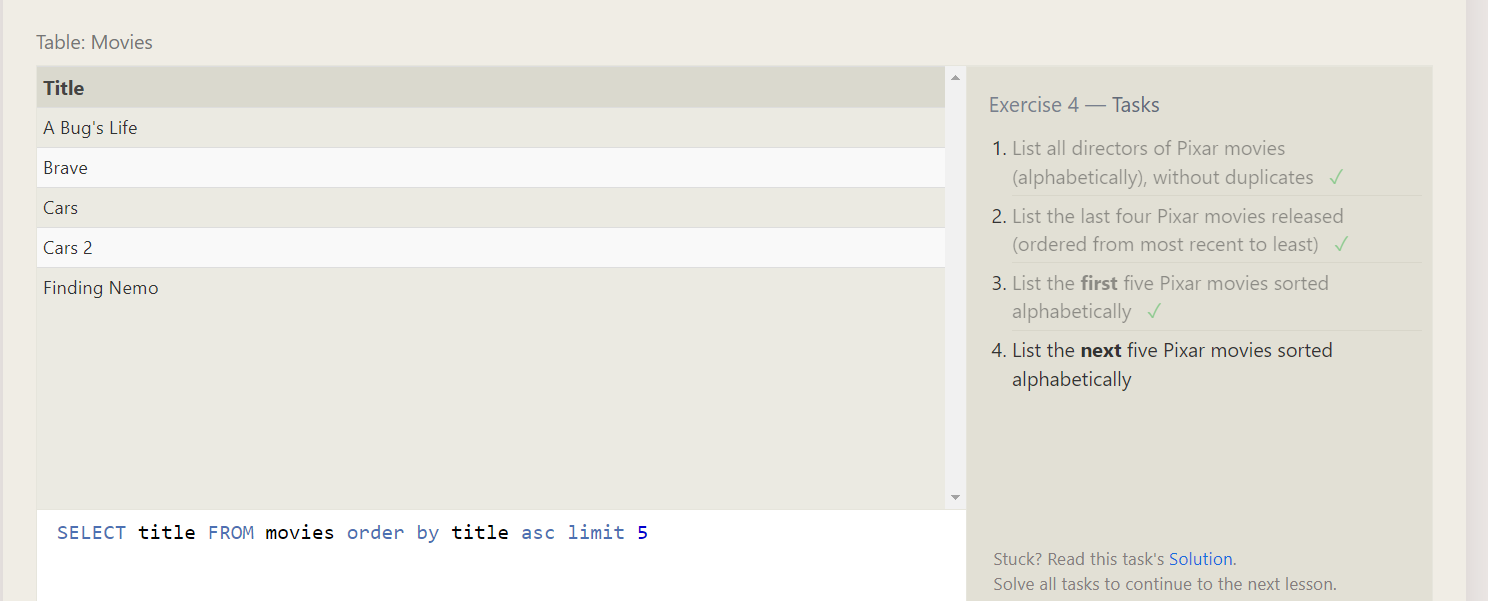 Table: Movies
Title
A Bug's Life
Brave
Cars
Cars 2
Finding Nemo
SELECT title FROM movies order by title asc limit 5
Exercise 4 — Tasks
1. List all directors of Pixar movies
(alphabetically), without duplicates ✓
2. List the last four Pixar movies released
(ordered from most recent to least) ✓
3. List the first five Pixar movies sorted
alphabetically ✓
4. List the next five Pixar movies sorted
alphabetically
Stuck? Read this task's Solution.
Solve all tasks to continue to the next lesson.